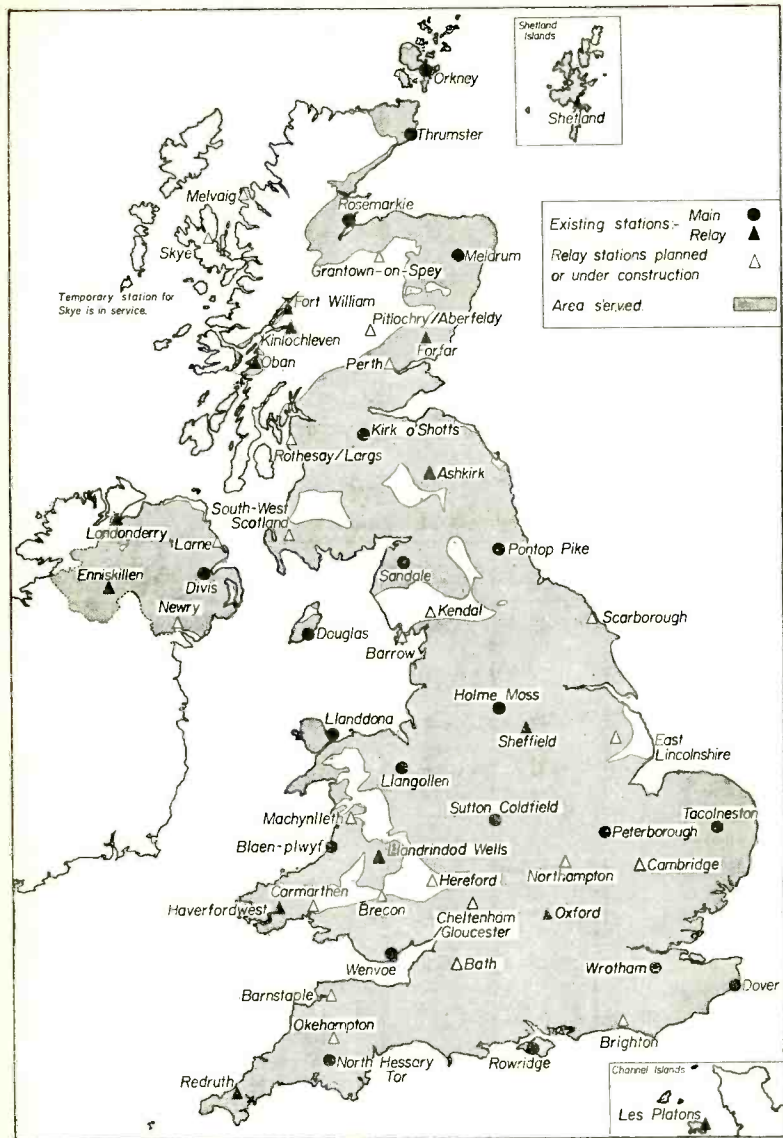 Shetland
Islands
Orkney
Shetland
Thrumster
Melvaig
Rosemarkie
Existing stations:- Main
Relay
Relay stations planned
or under construction
Area served
Skye
Meldrum
Grantown-on-Spey
Temporary station for
Skye is in service.
Fort William
Pitlochry/Aberfeldy
Kinlochleven
Forfar
Oban
Perth
Kirk o'Shotts
Rothesay/Largs
Ashkirk
South-West
Scotland
Londonderry
Larne
Pontop Pike
Sandale
Enniskillen
Divis
Newry
Kendal
Scarborough
Douglas
Barrow
Holme Moss
Llanddona
Sheffield
East
Lincolnshire
Llangollen
Sutton Coldfield
Tacolneston
Machynlleth
Peterborough
Blaen-plwyf
Llandrindod Wells
Cambridge
Hereford
Northampton
Carmarthen
Haverfordwest
Brecon
Cheltenham
/Gloucester
Oxford
Wenvoe
Bath
Wrotham
Dover
Barnstaple
Okehampton
Brighton
North Hessary
Tor
Rowridge
Redruth
Channel Islands
Les Platons